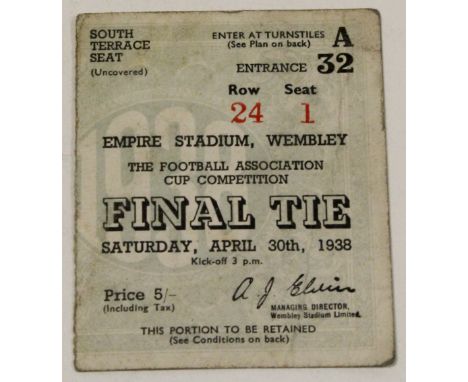 SOUTH
TERRACE
SEAT
(Uncovered)
ENTER AT TURNSTILES
(See Plan on back)
A
ENTRANCE 32
Row Seat
24 1
EMPIRE STADIUM, WEMBLEY
THE FOOTBALL ASSOCIATION
CUP COMPETITION
FINAL TIE
SATURDAY, APRIL 30th, 1938
Kick-off 3 p.m.
Price 5/-
(Including Tax)
A J Elvin
MANAGING DIRECTOR,
Wembley Stadium Limited.
THIS PORTION TO BE RETAINED
(See Conditions on back)